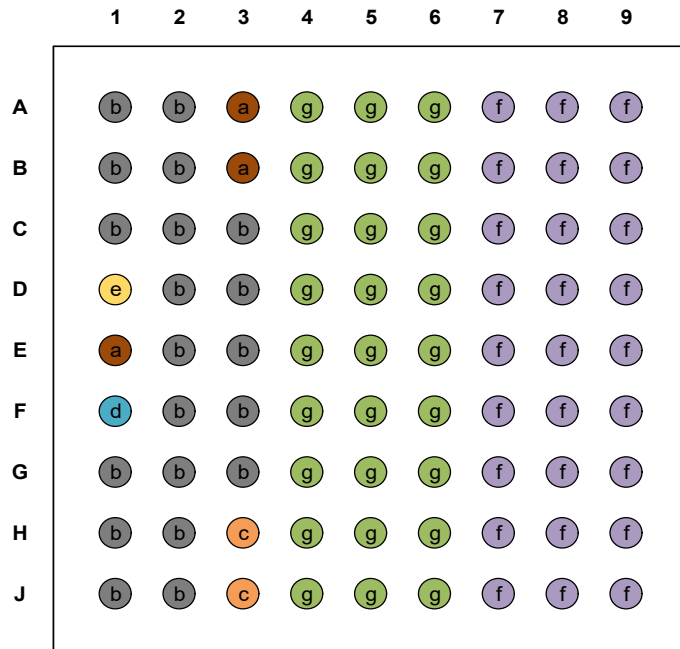 1 2 3 4 5 6 7 8 9
A b b a g g g f f f
B b b a g g g f f f
C b b b g g g f f f
D e b b g g g f f f
E a b b g g g f f f
F d b b g g g f f f
G b b b g g g f f f
H b b c g g g f f f
J b b c g g g f f f